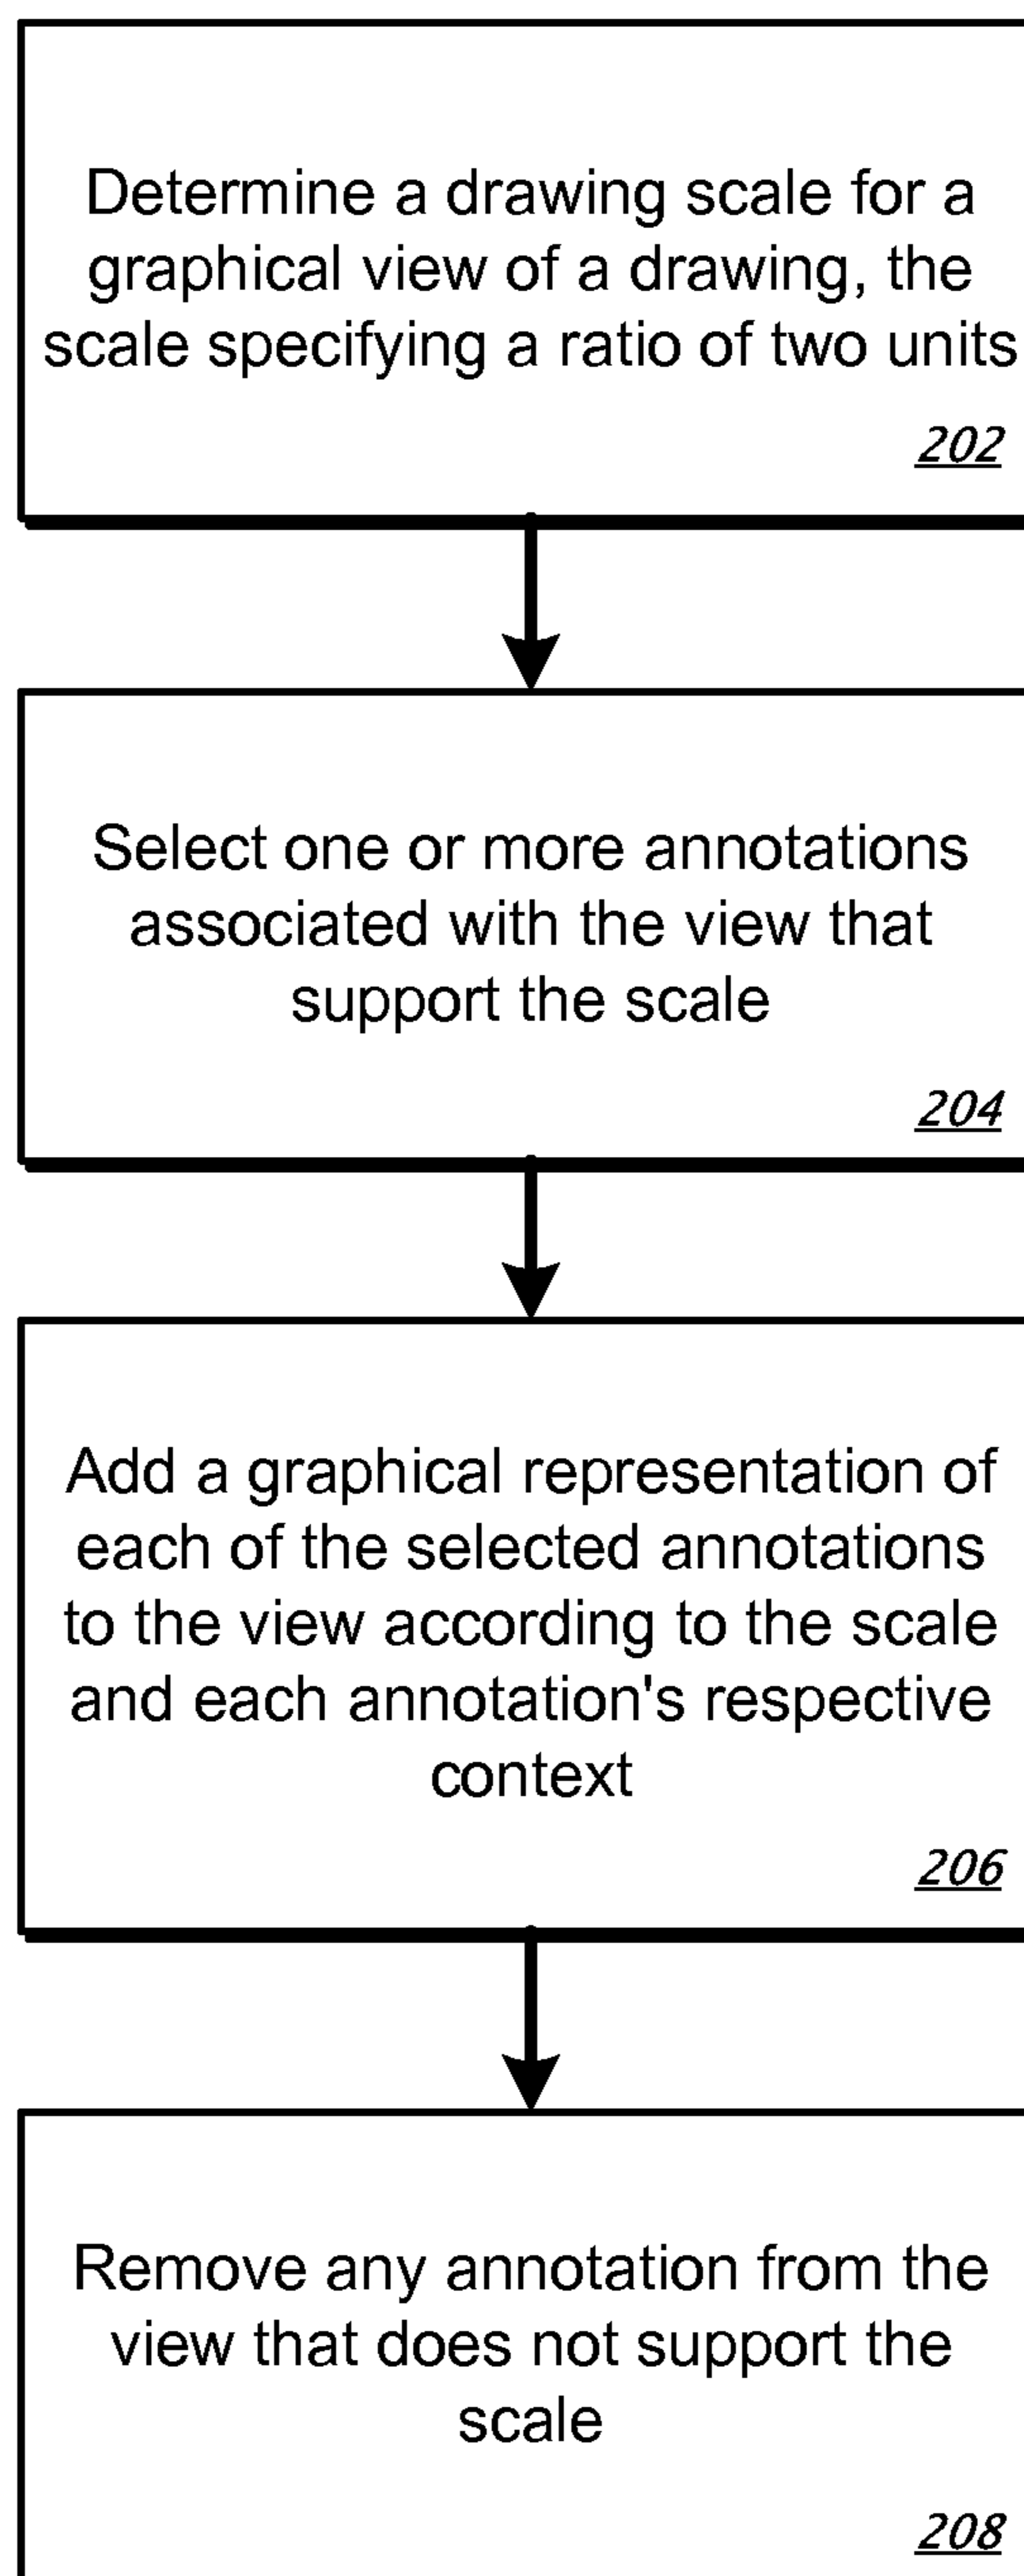 Determine a drawing scale for a
graphical view of a drawing, the
scale specifying a ratio of two units
202
Select one or more annotations
associated with the view that
support the scale
204
Add a graphical representation of
each of the selected annotations
to the view according to the scale
and each annotation's respective
context
206
Remove any annotation from the
view that does not support the
scale
208